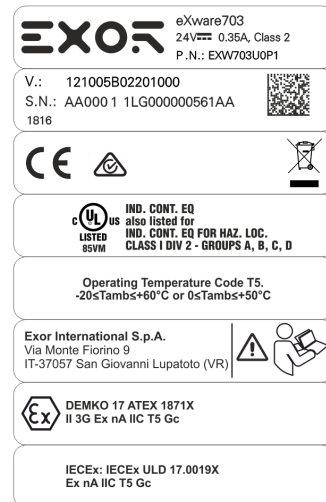 EXOR
eXware703
24V⎓ 0.35A, Class 2
P.N.: EXW703U0P1
V.: 121005B02201000
S.N.: AA000 1 1LG000000561AA
1816
CE
c UL us
LISTED
85VM
IND. CONT. EQ
also listed for
IND. CONT. EQ FOR HAZ. LOC.
CLASS I DIV 2 - GROUPS A, B, C, D
Operating Temperature Code T5.
-20≤Tamb≤+60°C or 0≤Tamb≤+50°C
Exor International S.p.A.
Via Monte Fiorino 9
IT-37057 San Giovanni Lupatoto (VR)
Ex
DEMKO 17 ATEX 1871X
II 3G Ex nA IIC T5 Gc
IECEx: IECEx ULD 17.0019X
Ex nA IIC T5 Gc